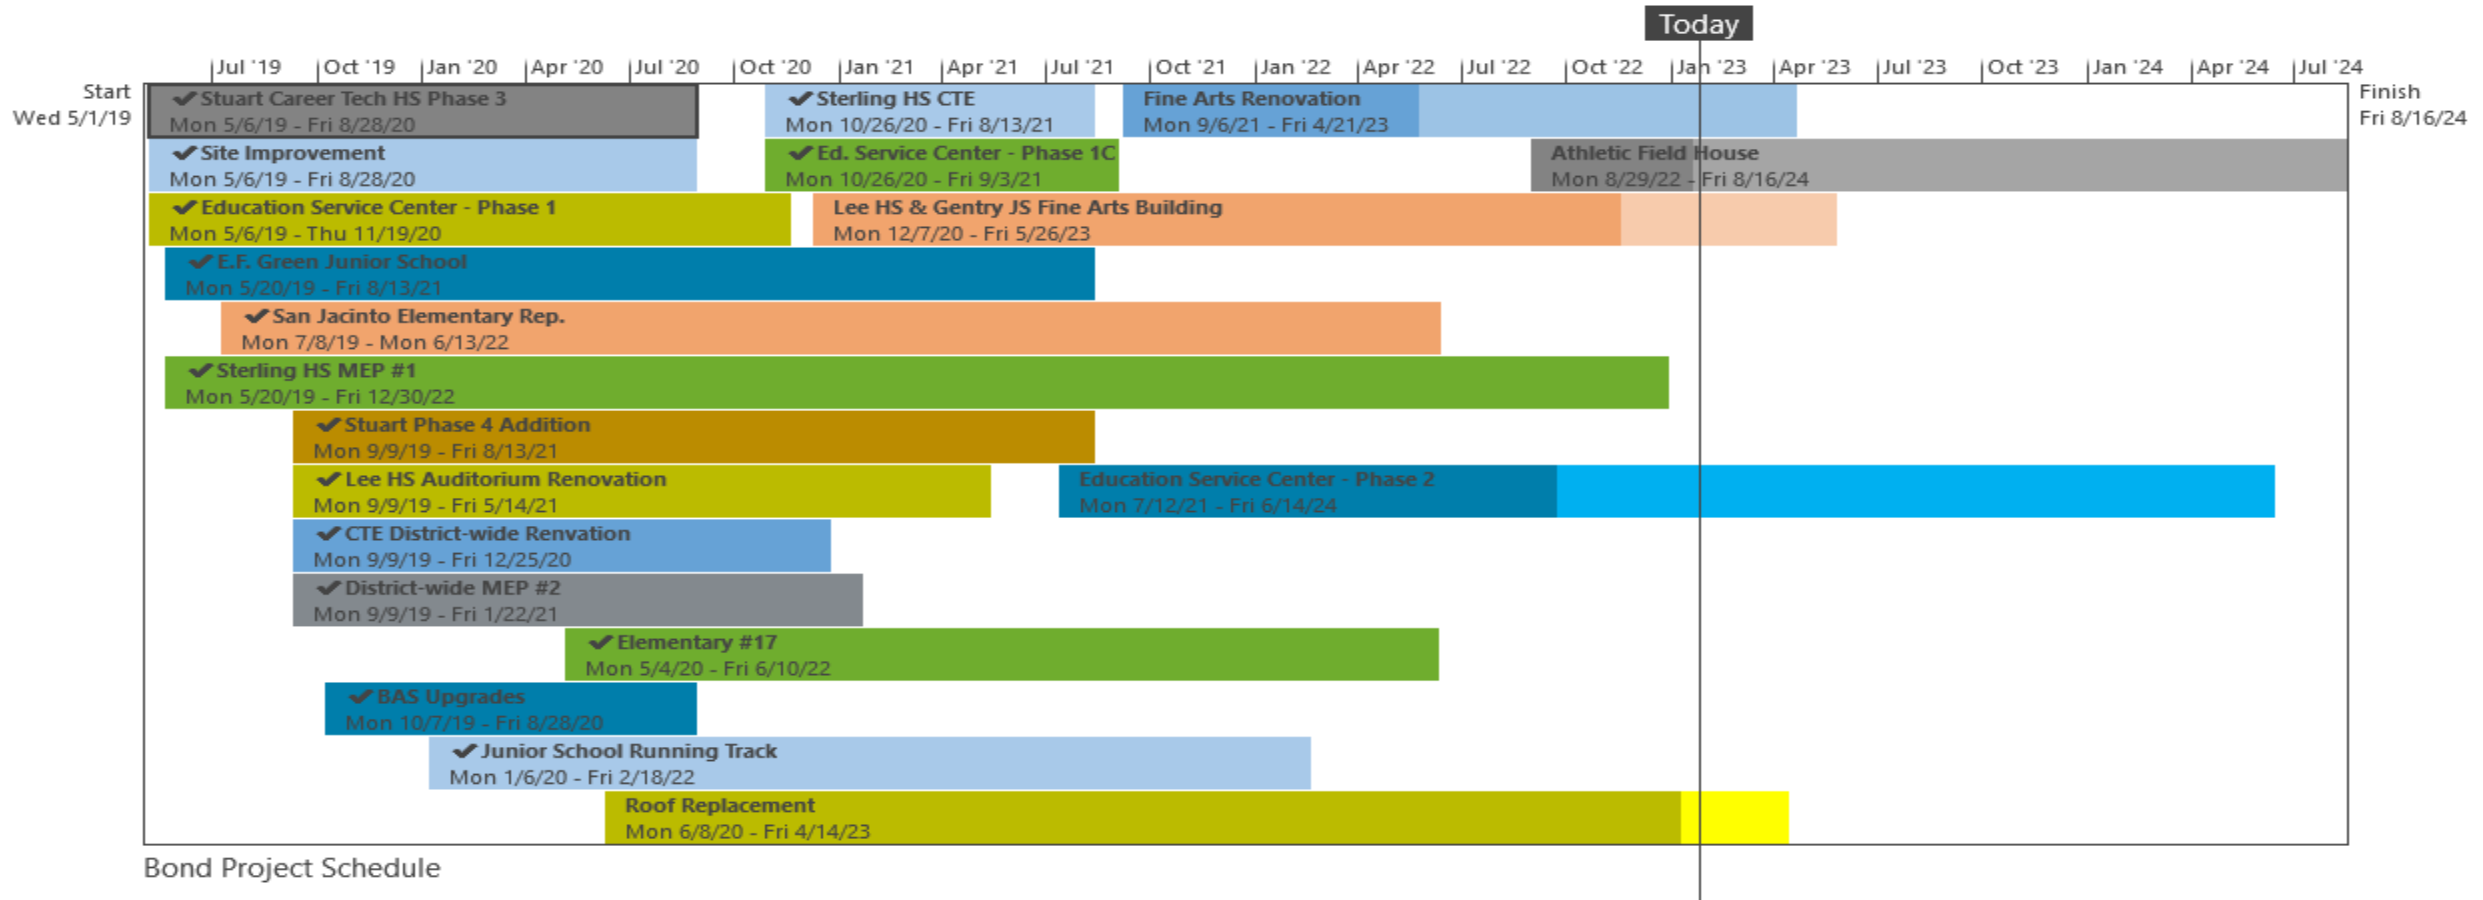 Today
Jul '19 Oct '19 Jan '20 Apr '20 Jul '20 Oct '20 Jan '21 Apr '21 Jul '21 Oct '21 Jan '22 Apr '22 Jul '22 Oct '22 Jan '23 Apr '23 Jul '23 Oct '23 Jan '24 Apr '24 Jul '24
Start
Wed 5/1/19
Finish
Fri 8/16/24
✔Stuart Career Tech HS Phase 3
Mon 5/6/19 - Fri 8/28/20
✔Sterling HS CTE
Mon 10/26/20 - Fri 8/13/21
Fine Arts Renovation
Mon 9/6/21 - Fri 4/21/23
✔Site Improvement
Mon 5/6/19 - Fri 8/28/20
✔Ed. Service Center - Phase 1C
Mon 10/26/20 - Fri 9/3/21
Athletic Field House
Mon 8/29/22 - Fri 8/16/24
✔Education Service Center - Phase 1
Mon 5/6/19 - Thu 11/19/20
Lee HS & Gentry JS Fine Arts Building
Mon 12/7/20 - Fri 5/26/23
✔E.F. Green Junior School
Mon 5/20/19 - Fri 8/13/21
✔San Jacinto Elementary Rep.
Mon 7/8/19 - Mon 6/13/22
✔Sterling HS MEP #1
Mon 5/20/19 - Fri 12/30/22
✔Stuart Phase 4 Addition
Mon 9/9/19 - Fri 8/13/21
✔Lee HS Auditorium Renovation
Mon 9/9/19 - Fri 5/14/21
Education Service Center - Phase 2
Mon 7/12/21 - Fri 6/14/24
✔CTE District-wide Renvation
Mon 9/9/19 - Fri 12/25/20
✔District-wide MEP #2
Mon 9/9/19 - Fri 1/22/21
✔Elementary #17
Mon 5/4/20 - Fri 6/10/22
✔BAS Upgrades
Mon 10/7/19 - Fri 8/28/20
✔Junior School Running Track
Mon 1/6/20 - Fri 2/18/22
Roof Replacement
Mon 6/8/20 - Fri 4/14/23
Bond Project Schedule